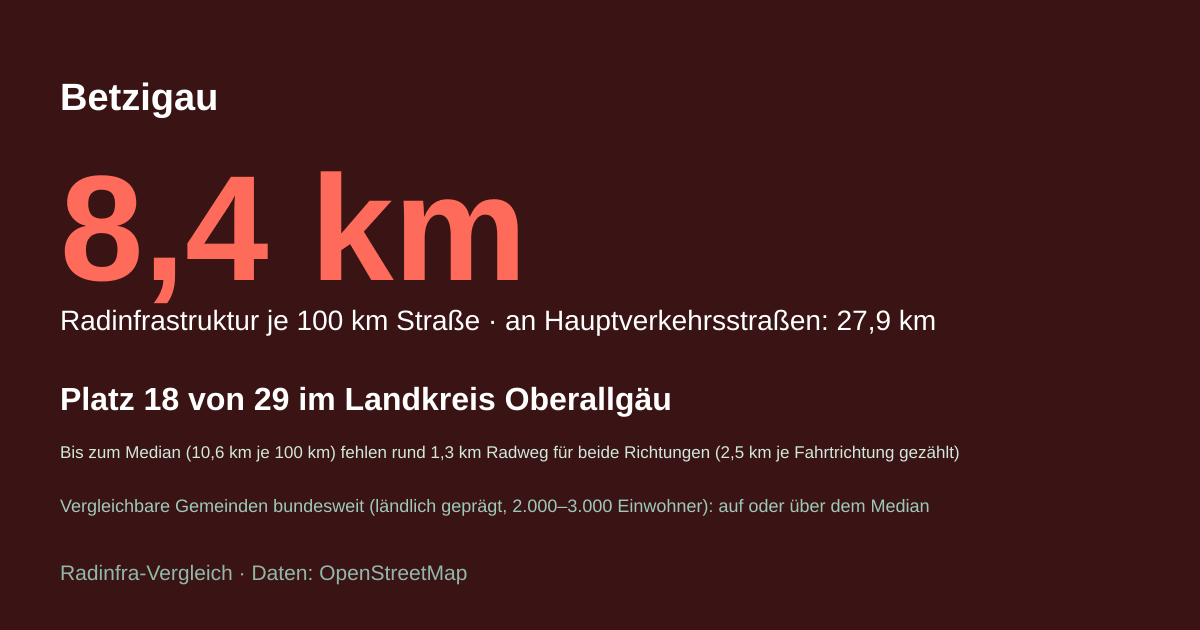 Betzigau
8,4 km
Radinfrastruktur je 100 km Straße · an Hauptverkehrsstraßen: 27,9 km
Platz 18 von 29 im Landkreis Oberallgäu
Bis zum Median (10,6 km je 100 km) fehlen rund 1,3 km Radweg für beide Richtungen (2,5 km je Fahrtrichtung gezählt)
Vergleichbare Gemeinden bundesweit (ländlich geprägt, 2.000–3.000 Einwohner): auf oder über dem Median
Radinfra-Vergleich · Daten: OpenStreetMap